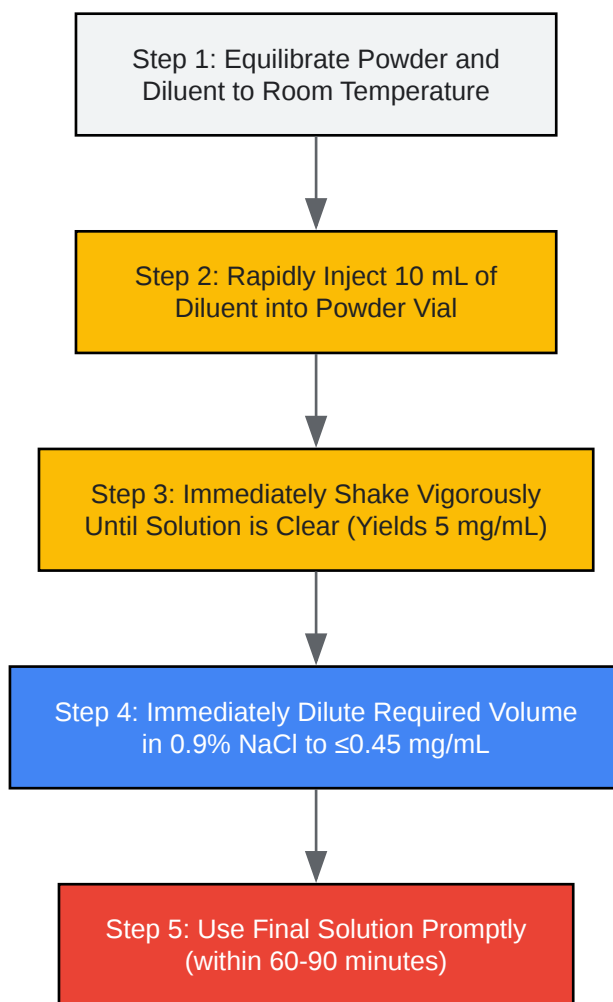 Step 1: Equilibrate Powder and
Diluent to Room Temperature
Step 2: Rapidly Inject 10 mL of
Diluent into Powder Vial
Step 3: Immediately Shake Vigorously
Until Solution is Clear (Yields 5 mg/mL)
Step 4: Immediately Dilute Required Volume
in 0.9% NaCl to ≤0.45 mg/mL
Step 5: Use Final Solution Promptly
(within 60-90 minutes)